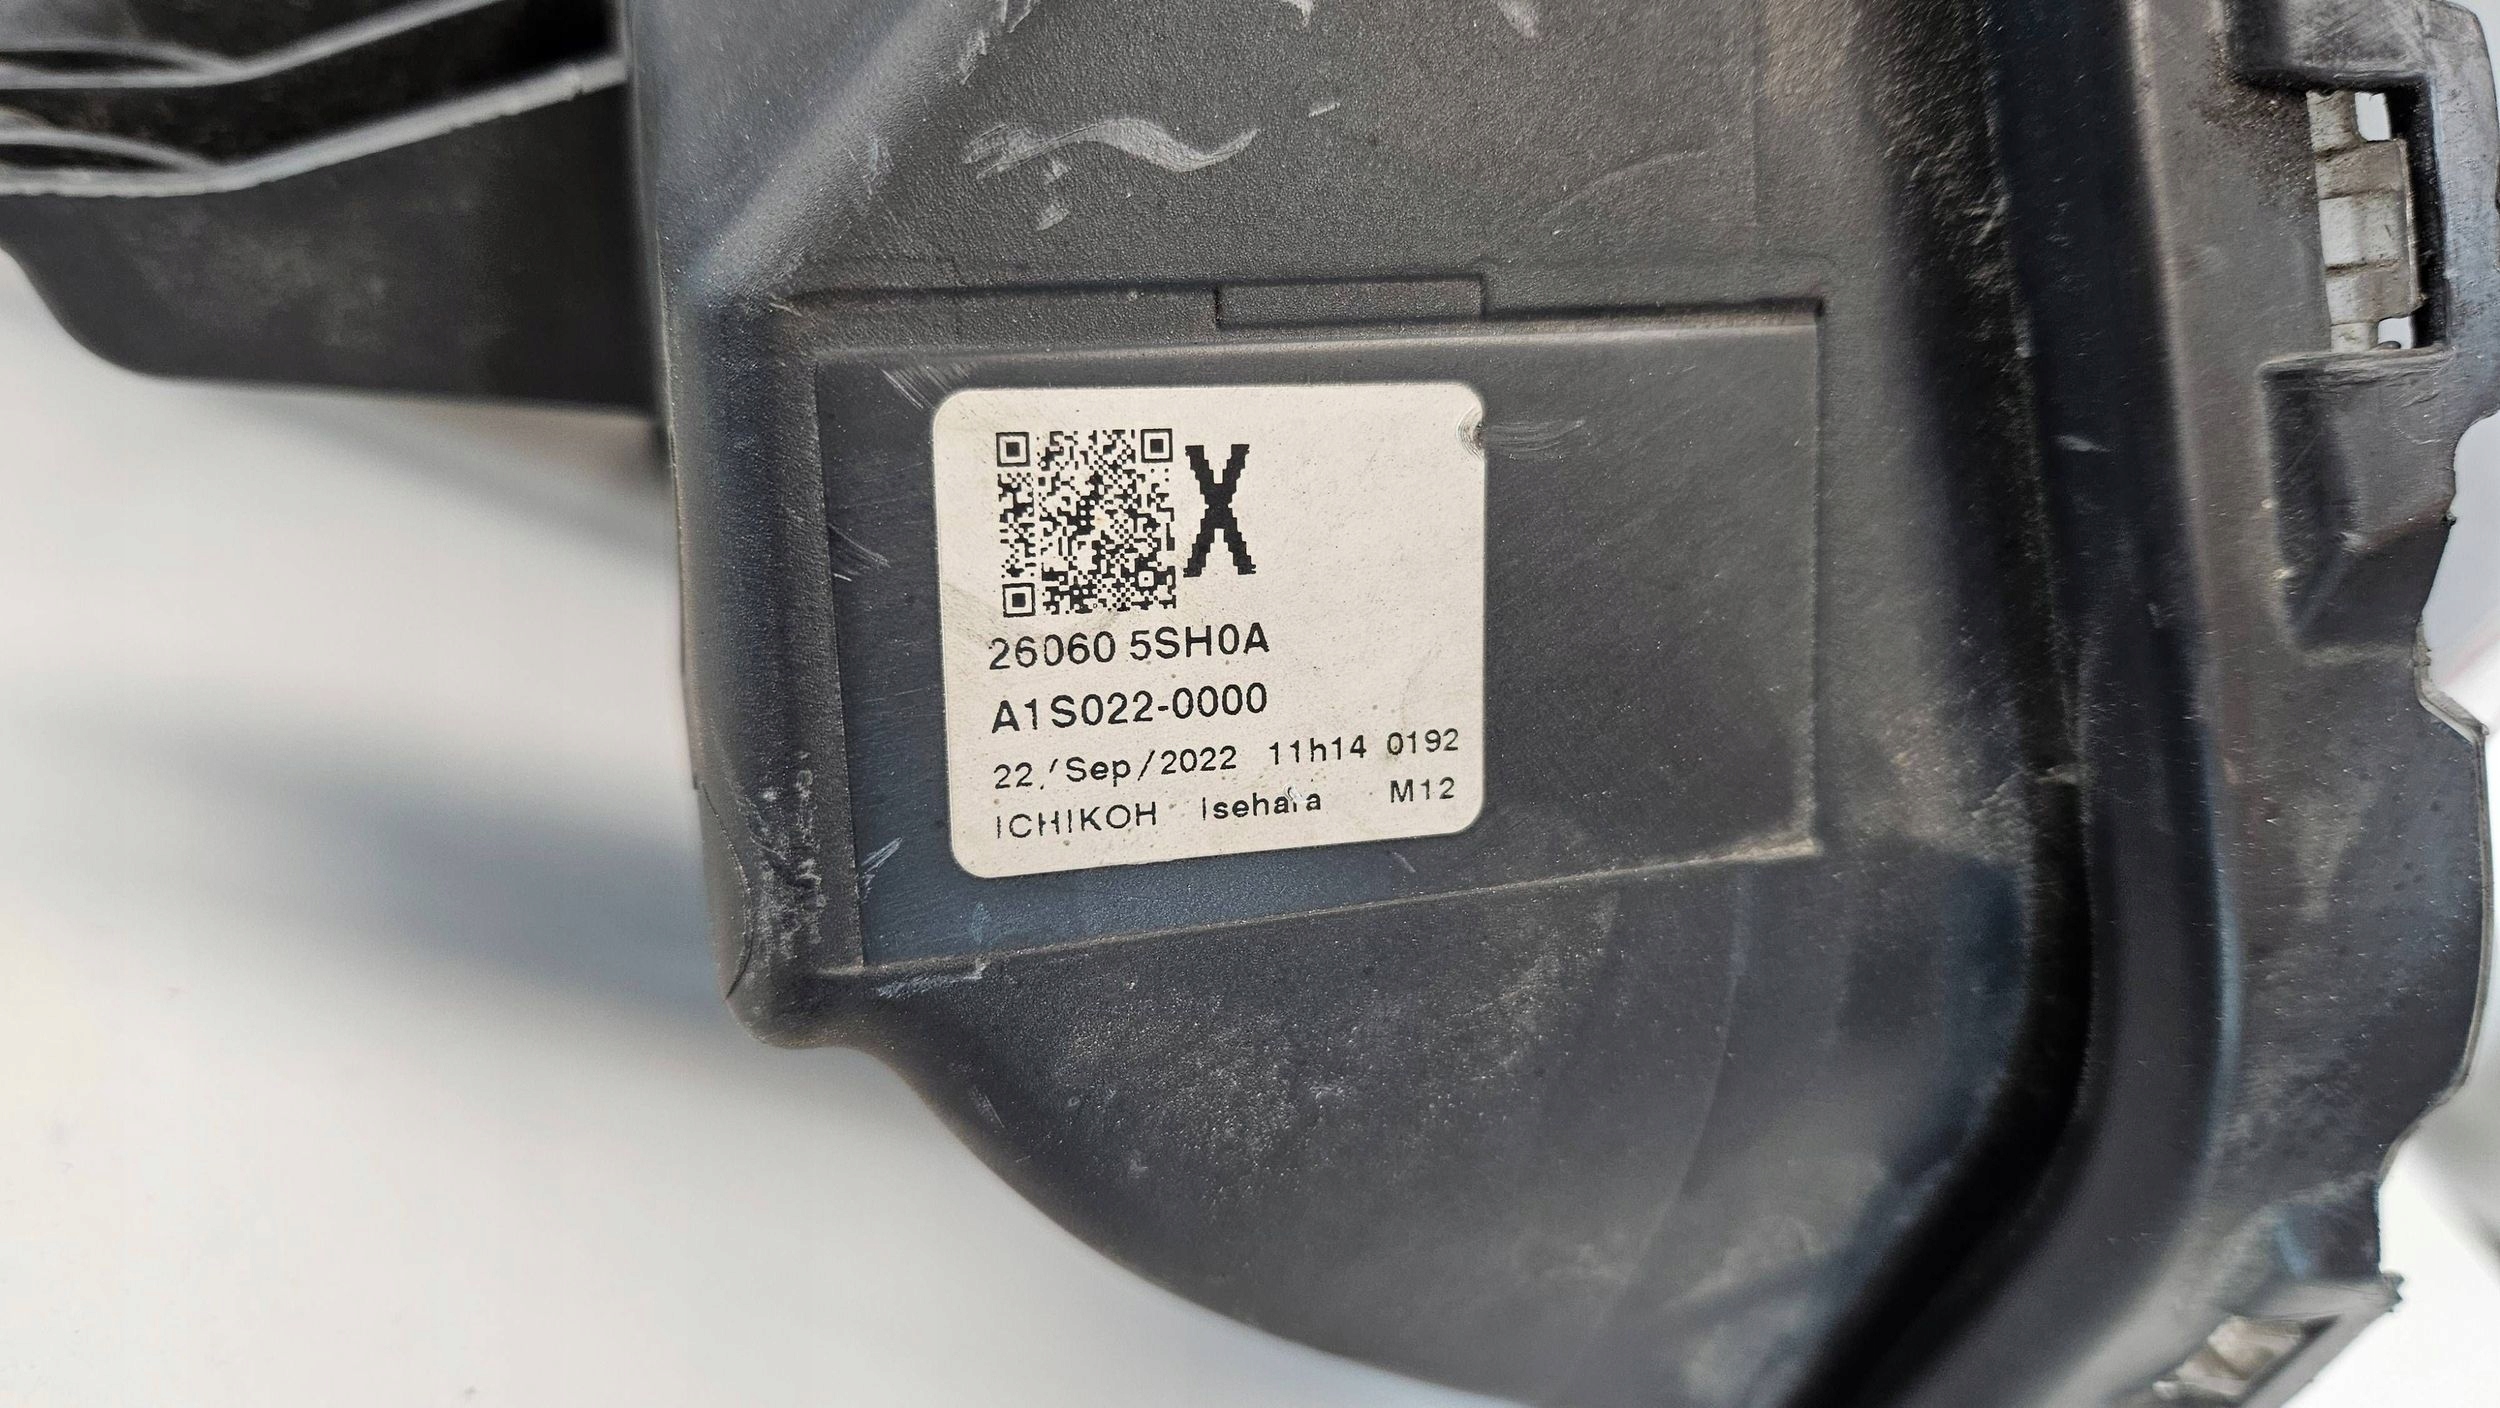 X
26060 5SH0A
A1S022-0000
22/Sep/2022 11h14 0192
ICHIKOH Isehara M12